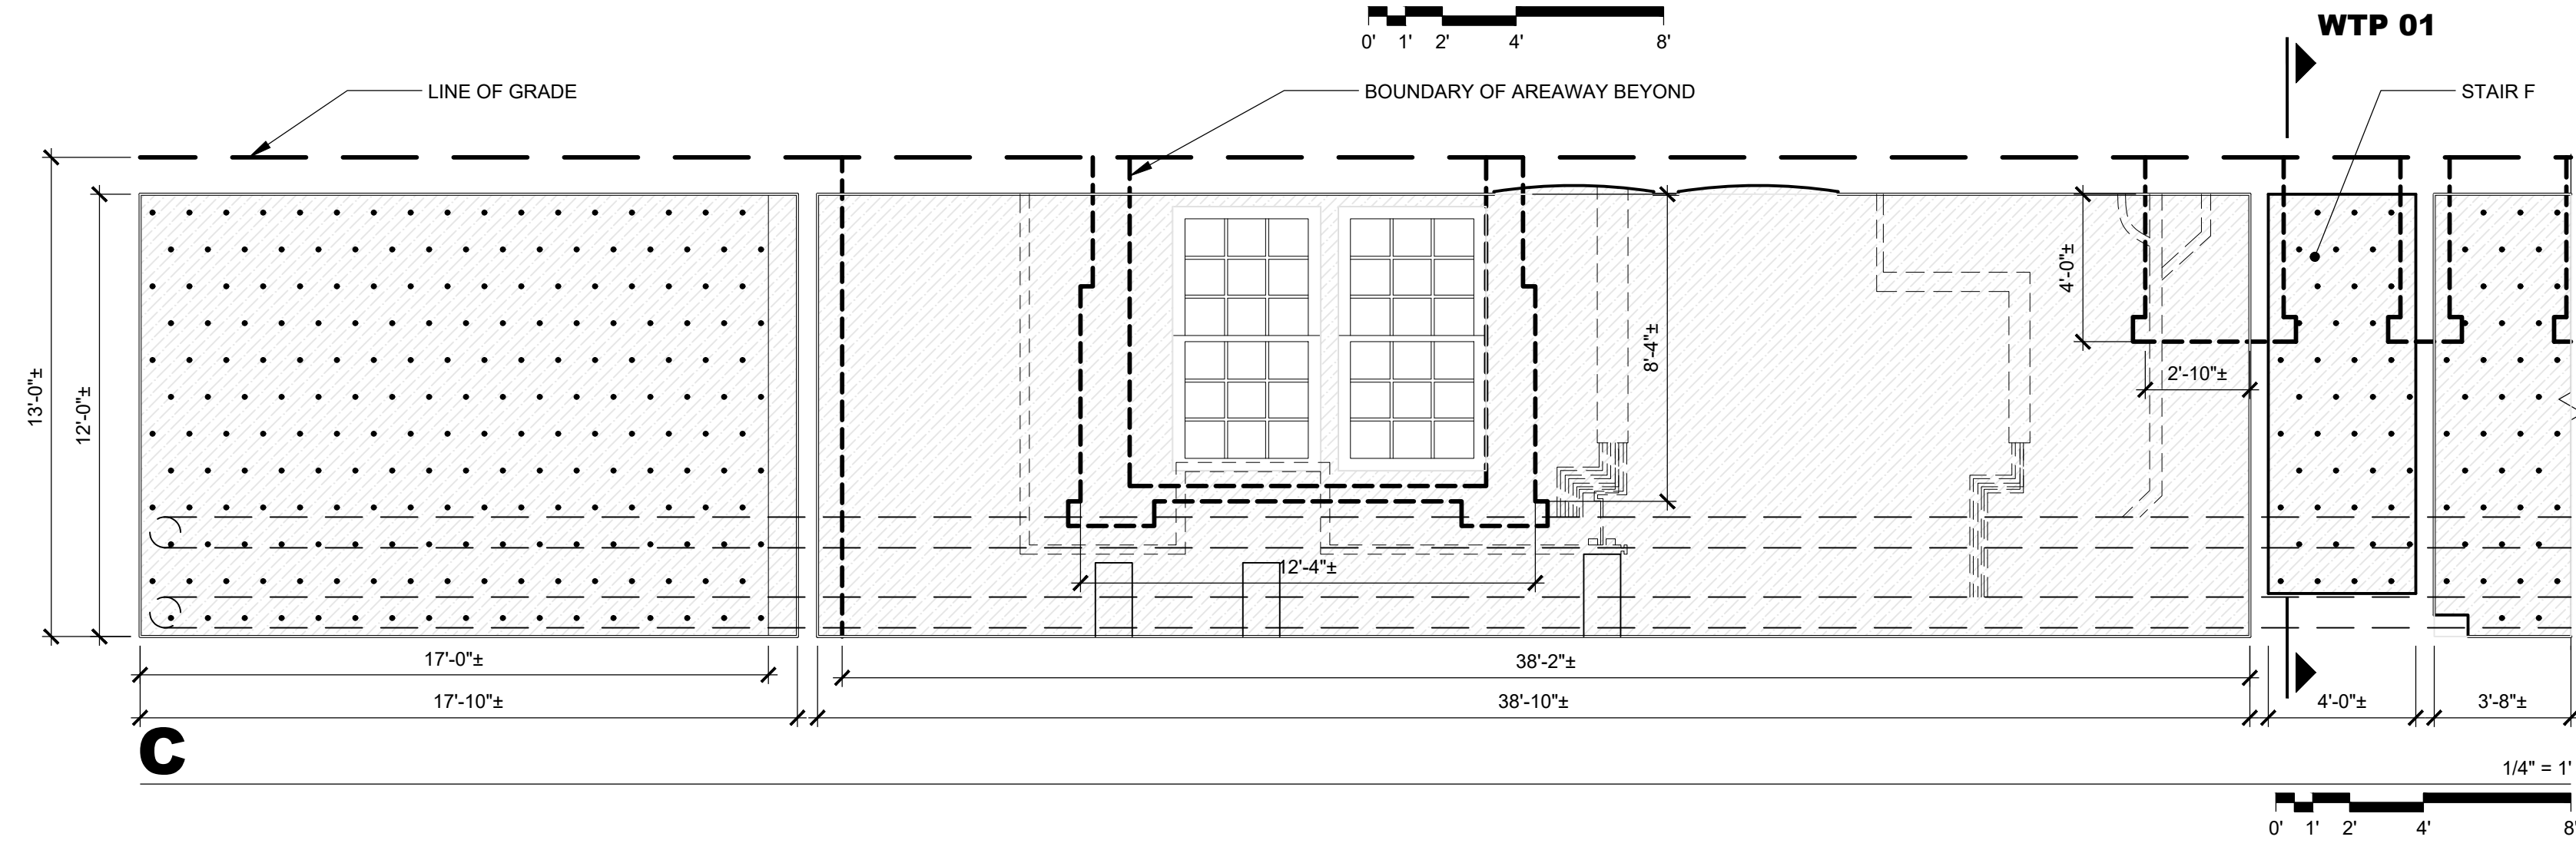 0' 1' 2' 4' 8'
WTP 01
LINE OF GRADE
BOUNDARY OF AREAWAY BEYOND
STAIR F
13'-0"±
12'-0"±
8'-4"±
4'-0"±
2'-10"±
12'-4"±
17'-0"±
38'-2"±
17'-10"±
38'-10"±
4'-0"±
3'-8"±
C
1/4" = 1'
0' 1' 2' 4' 8'